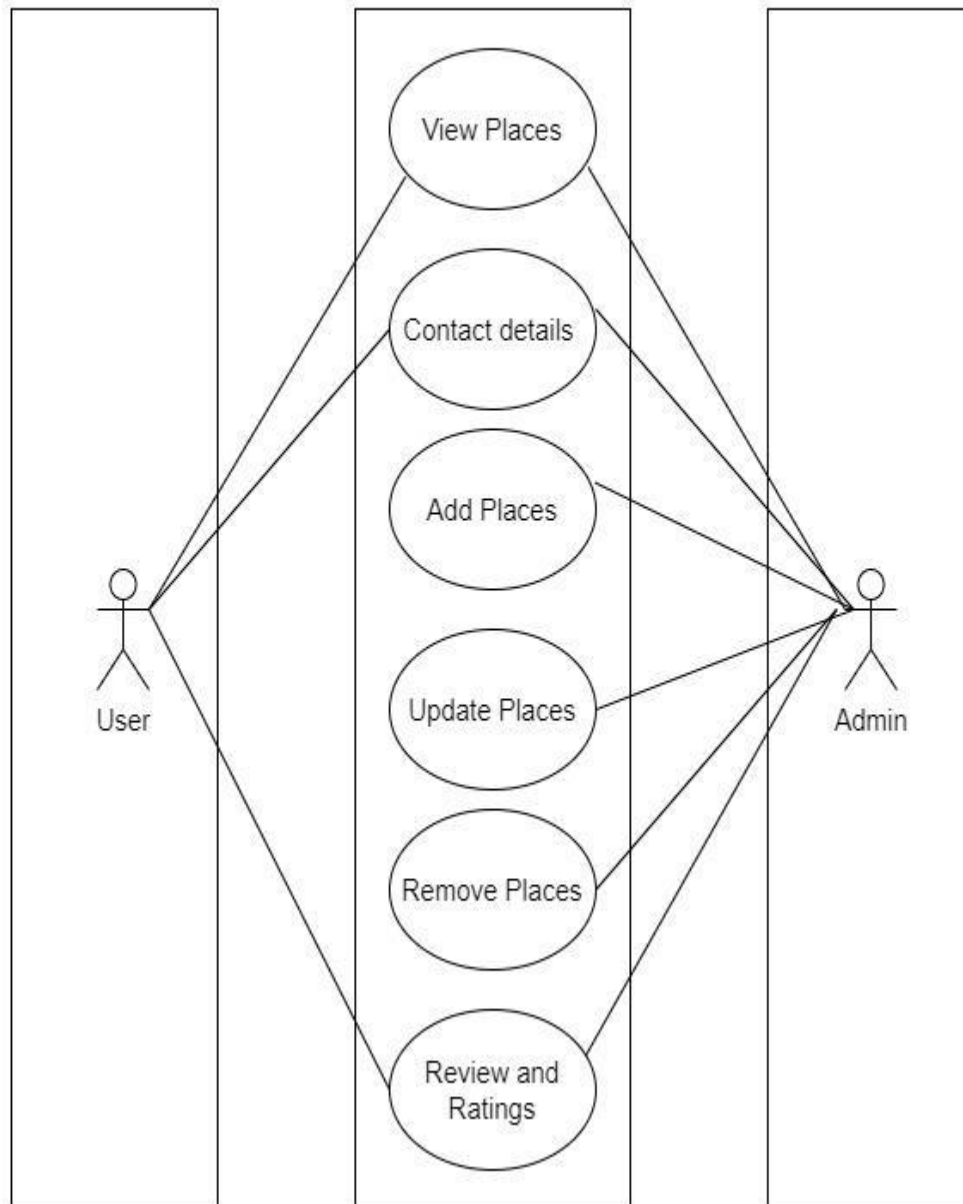 View Places
Contact details
Add Places
User
Admin
Update Places
Remove Places
Review and
Ratings